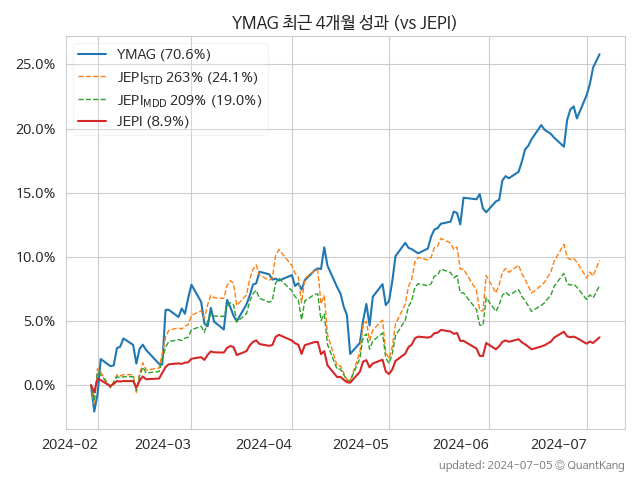 YMAG 최근 4개월 성과 (vs JEPI)
YMAG (70.6%)
JEPI_STD 263% (24.1%)
JEPI_MDD 209% (19.0%)
JEPI (8.9%)
25.0%
20.0%
15.0%
10.0%
5.0%
0.0%
2024-02 2024-03 2024-04 2024-05 2024-06 2024-07
updated: 2024-07-05 © QuantKang